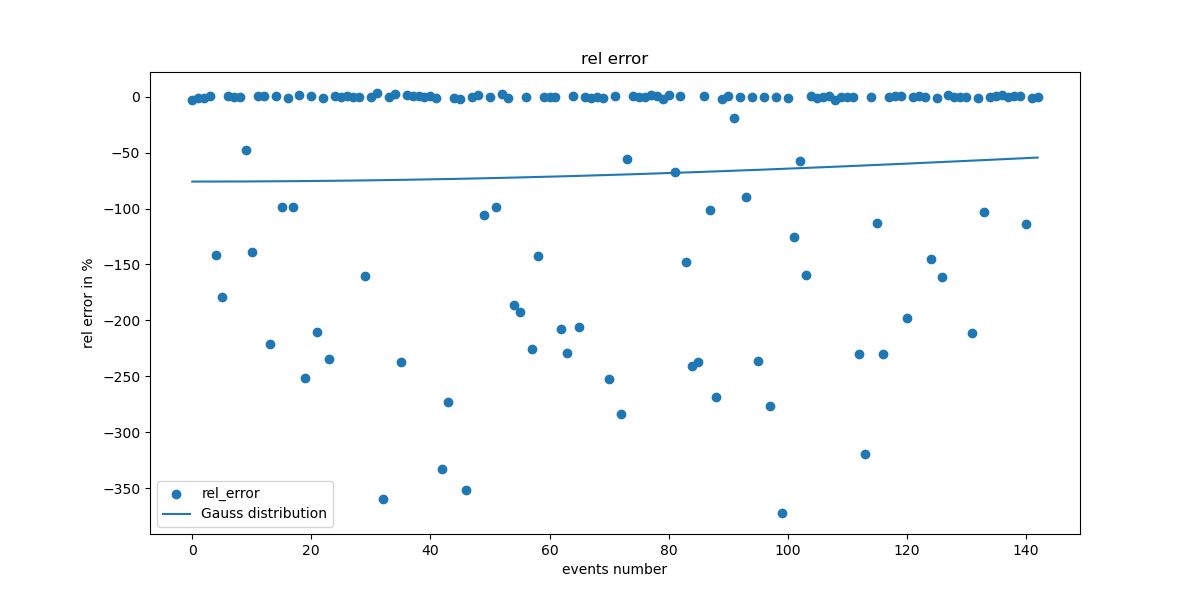 rel error
0
−50
−100
−150
−200
−250
−300
−350
rel error in %
rel_error
Gauss distribution
0 20 40 60 80 100 120 140
events number